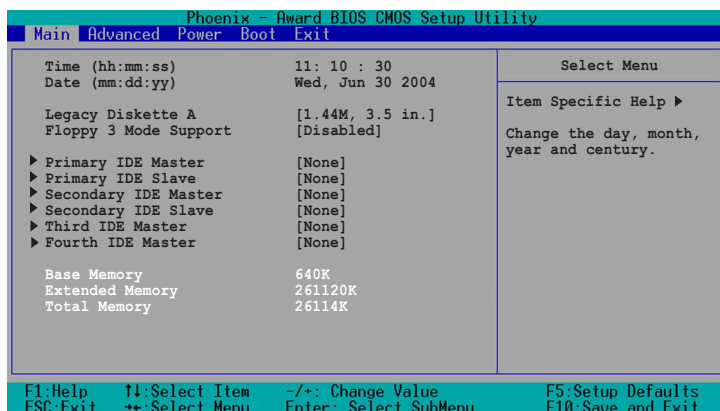 Phoenix - Award BIOS CMOS Setup Utility
Main Advanced Power Boot Exit
Time (hh:mm:ss) 11: 10 : 30
Date (mm:dd:yy) Wed, Jun 30 2004
Legacy Diskette A [1.44M, 3.5 in.]
Floppy 3 Mode Support [Disabled]
Primary IDE Master [None]
Primary IDE Slave [None]
Secondary IDE Master [None]
Secondary IDE Slave [None]
Third IDE Master [None]
Fourth IDE Master [None]
Base Memory 640K
Extended Memory 261120K
Total Memory 26114K
Select Menu
Item Specific Help
Change the day, month,
year and century.
F1:Help ↑↓:Select Item -/+: Change Value F5:Setup Defaults
ESC:Exit →←:Select Menu Enter: Select SubMenu F10:Save and Exit